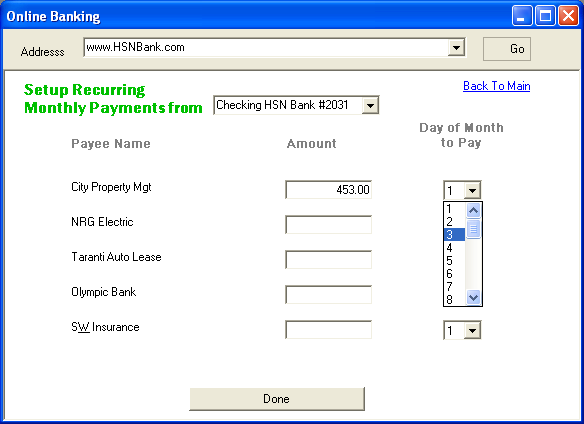 Online Banking
Addresss www.HSNBank.com Go
Back To Main
Setup Recurring
Monthly Payments from Checking HSN Bank #2031
Payee Name Amount Day of Month
to Pay
City Property Mgt 453.00 1
1
NRG Electric 2
3
4
Taranti Auto Lease 5
6
7
Olympic Bank 8
SW Insurance 1
Done